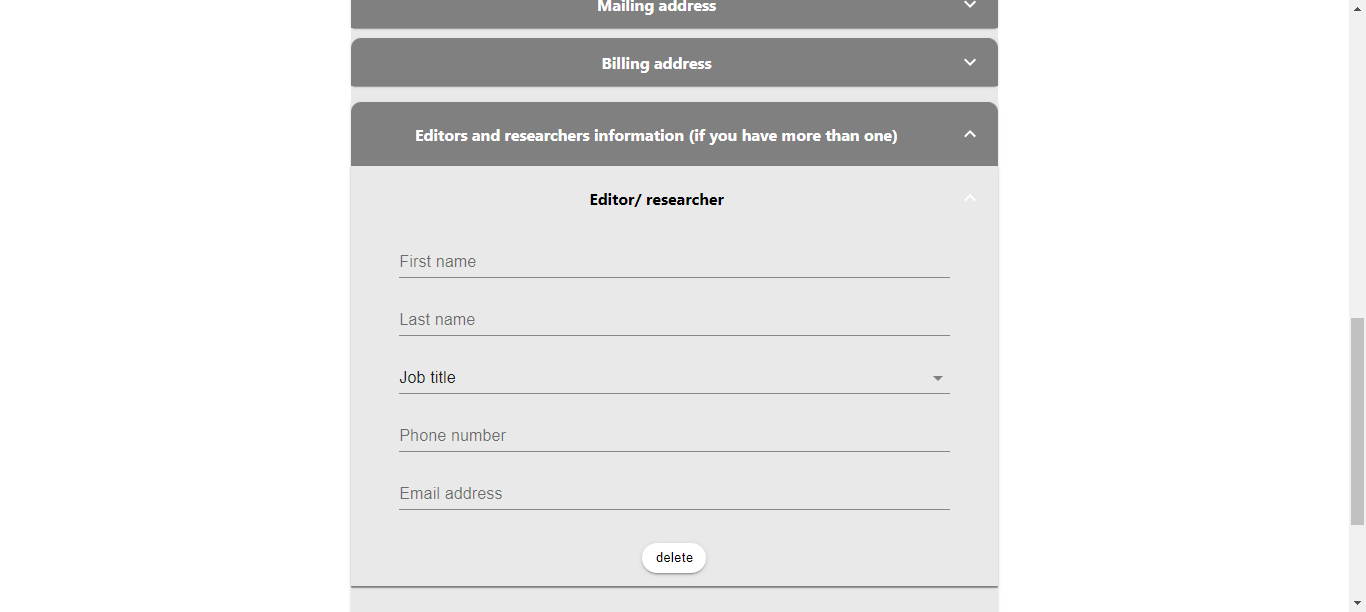 Mailing address
Billing address
Editors and researchers information (if you have more than one)
Editor/ researcher
First name
Last name
Job title
Phone number
Email address
delete